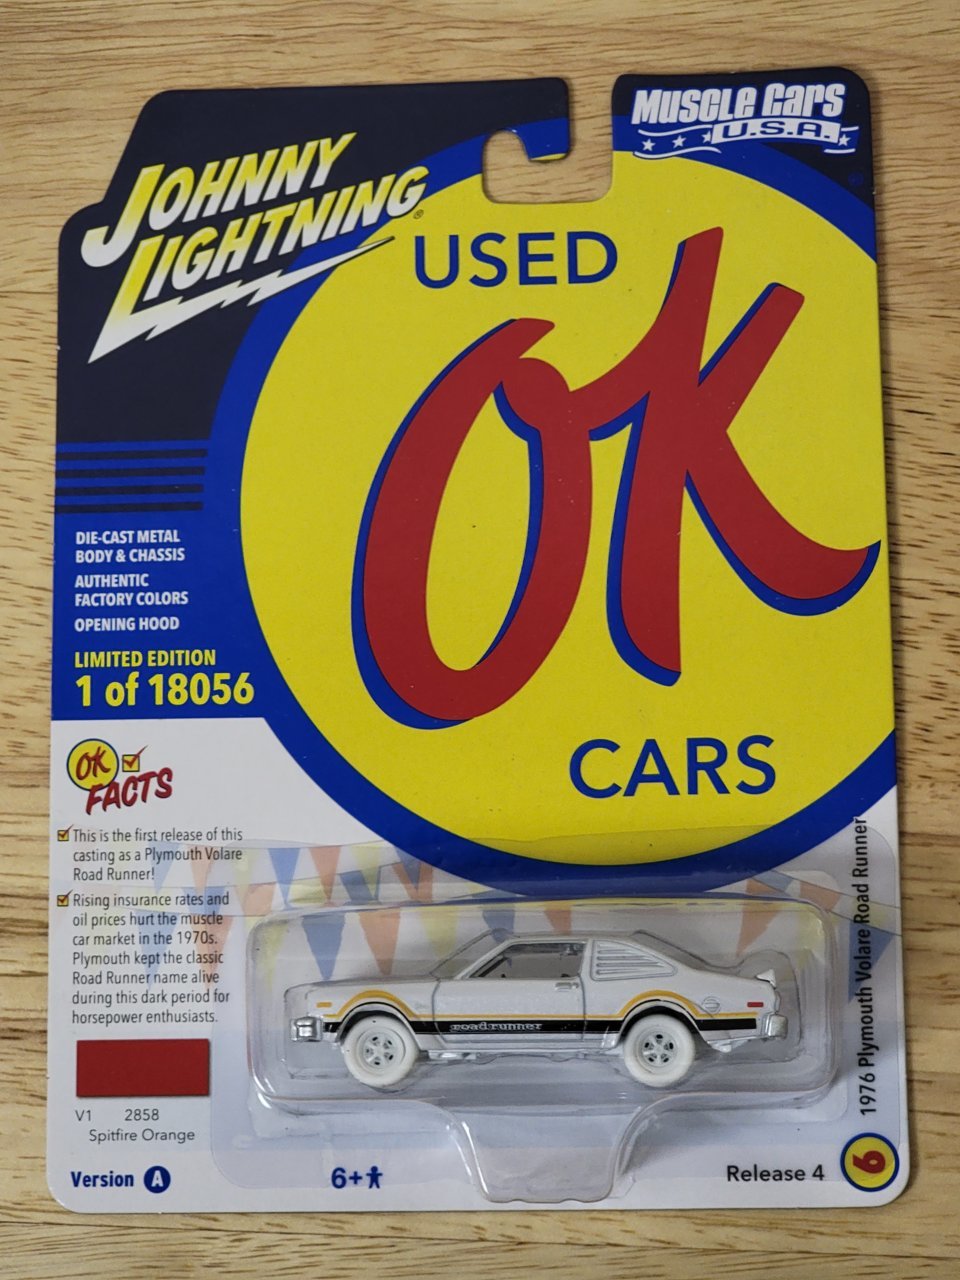 JOHNNY
LIGHTNING®
MUSCLE CARS
U.S.A.
USED
OK
CARS
DIE-CAST METAL
BODY & CHASSIS
AUTHENTIC
FACTORY COLORS
OPENING HOOD
LIMITED EDITION
1 of 18056
OK
FACTS
This is the first release of this
casting as a Plymouth Volare
Road Runner!
Rising insurance rates and
oil prices hurt the muscle
car market in the 1970s.
Plymouth kept the classic
Road Runner name alive
during this dark period for
horsepower enthusiasts.
road runner
1976 Plymouth Volare Road Runner
V1 2858
Spitfire Orange
Version A
6+
Release 4
6